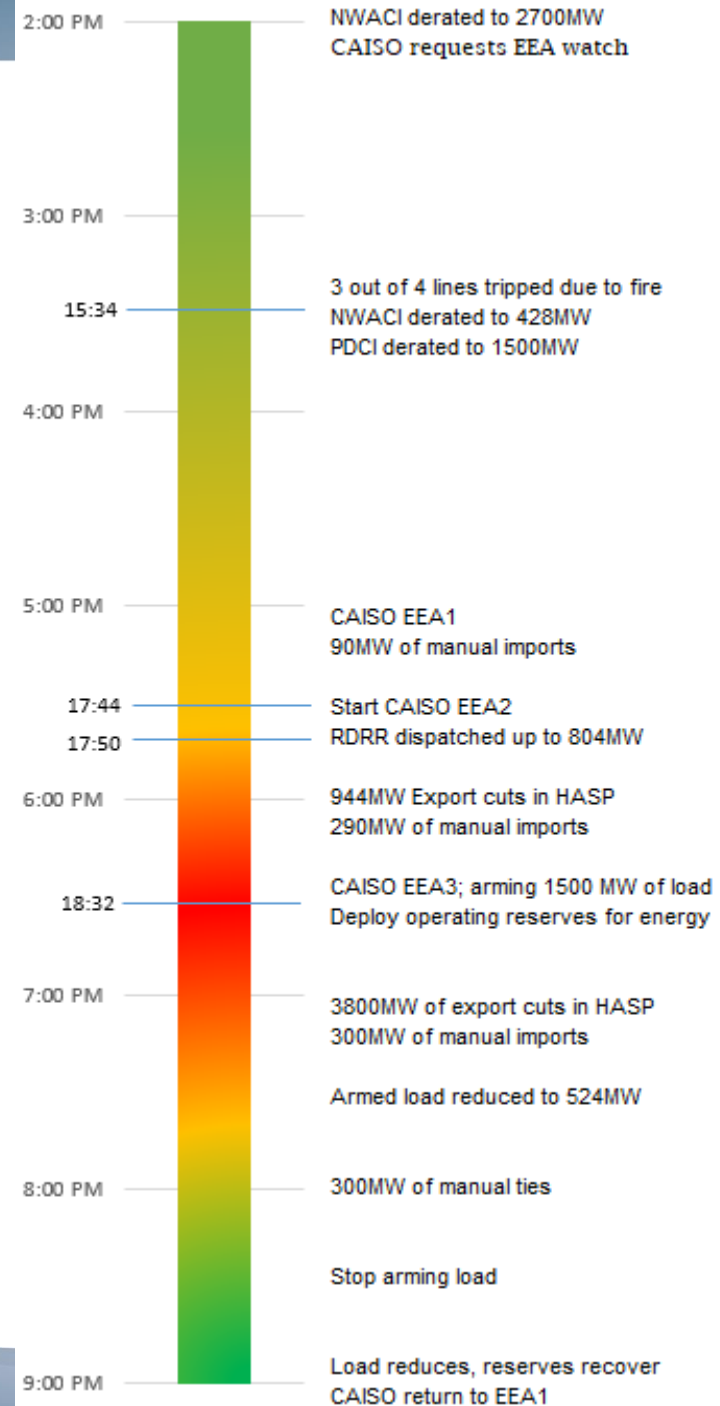 2:00 PM
NWACI derated to 2700MW
CAISO requests EEA watch
3:00 PM
15:34
3 out of 4 lines tripped due to fire
NWACI derated to 428MW
PDCI derated to 1500MW
4:00 PM
5:00 PM
CAISO EEA1
90MW of manual imports
17:44
Start CAISO EEA2
17:50
RDRR dispatched up to 804MW
6:00 PM
944MW Export cuts in HASP
290MW of manual imports
18:32
CAISO EEA3; arming 1500 MW of load
Deploy operating reserves for energy
7:00 PM
3800MW of export cuts in HASP
300MW of manual imports
Armed load reduced to 524MW
8:00 PM
300MW of manual ties
Stop arming load
9:00 PM
Load reduces, reserves recover
CAISO return to EEA1